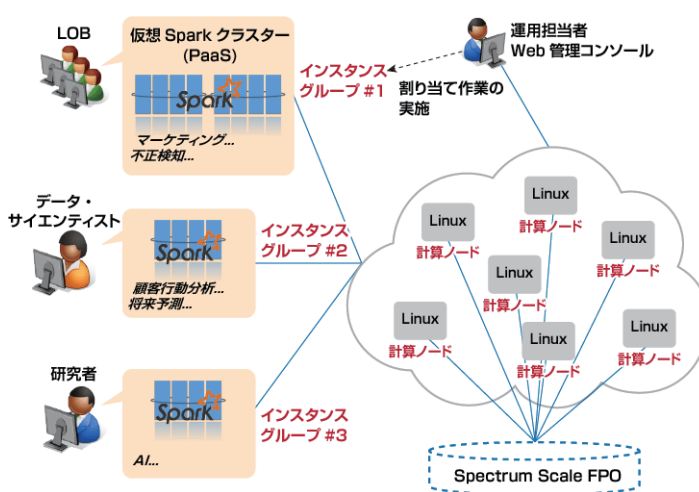 LOB
仮想 Spark クラスター
(PaaS)
Spark
マーケティング...
不正検知...
インスタンス
グループ #1
運用担当者
Web 管理コンソール
割り当て作業の
実施
データ・
サイエンティスト
Spark
顧客行動分析...
将来予測...
インスタンス
グループ #2
研究者
Spark
AI...
インスタンス
グループ #3
Linux
計算ノード
Linux
計算ノード
Linux
計算ノード
Linux
計算ノード
Linux
計算ノード
Linux
計算ノード
Linux
計算ノード
Spectrum Scale FPO